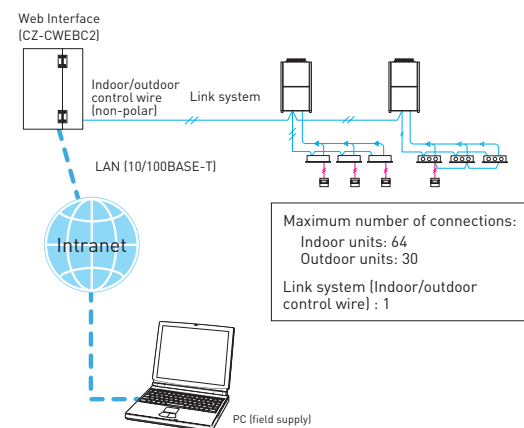 Web Interface
(CZ-CWEBC2)
Indoor/outdoor
control wire
(non-polar)
Link system
LAN (10/100BASE-T)
Intranet
Maximum number of connections:
Indoor units: 64
Outdoor units: 30
Link system (Indoor/outdoor
control wire) : 1
PC (field supply)